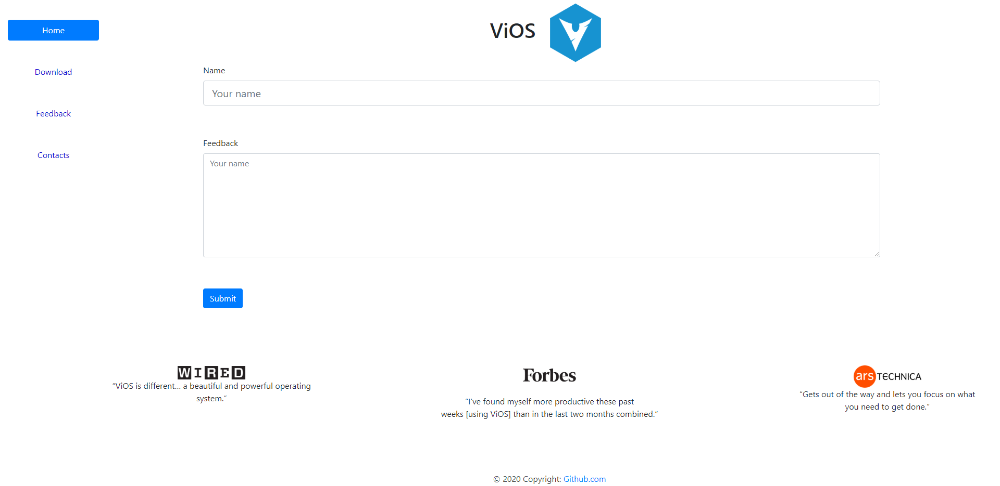 Home
Download
Feedback
Contacts
ViOS
Name
Your name
Feedback
Your name
Submit
WIRED
“ViOS is different... a beautiful and powerful operating
system.”
Forbes
“I've found myself more productive these past
weeks [using ViOS] than in the last two months combined.”
ars TECHNICA
“Gets out of the way and lets you focus on what
you need to get done.”
© 2020 Copyright: Github.com